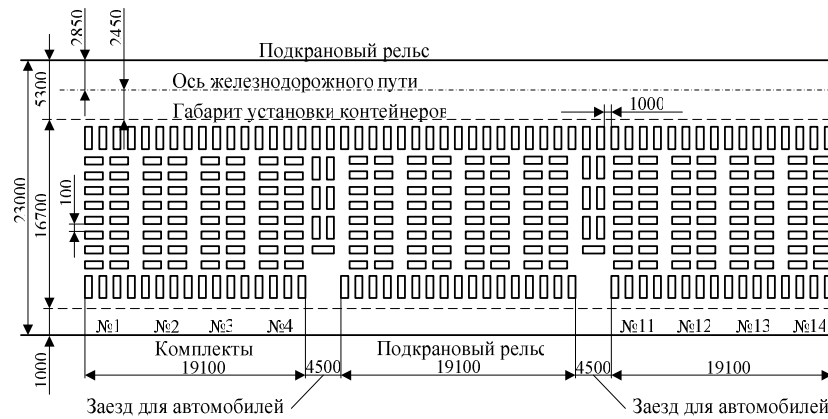 2850
2450
5300
23000
16700
100
1000
Подкрановый рельс
Ось железнодорожного пути
Габарит установки контейнеров
1000
№1 №2 №3 №4 №11 №12 №13 №14
Комплекты Подкрановый рельс
19100 4500 19100 4500 19100
Заезд для автомобилей Заезд для автомобилей